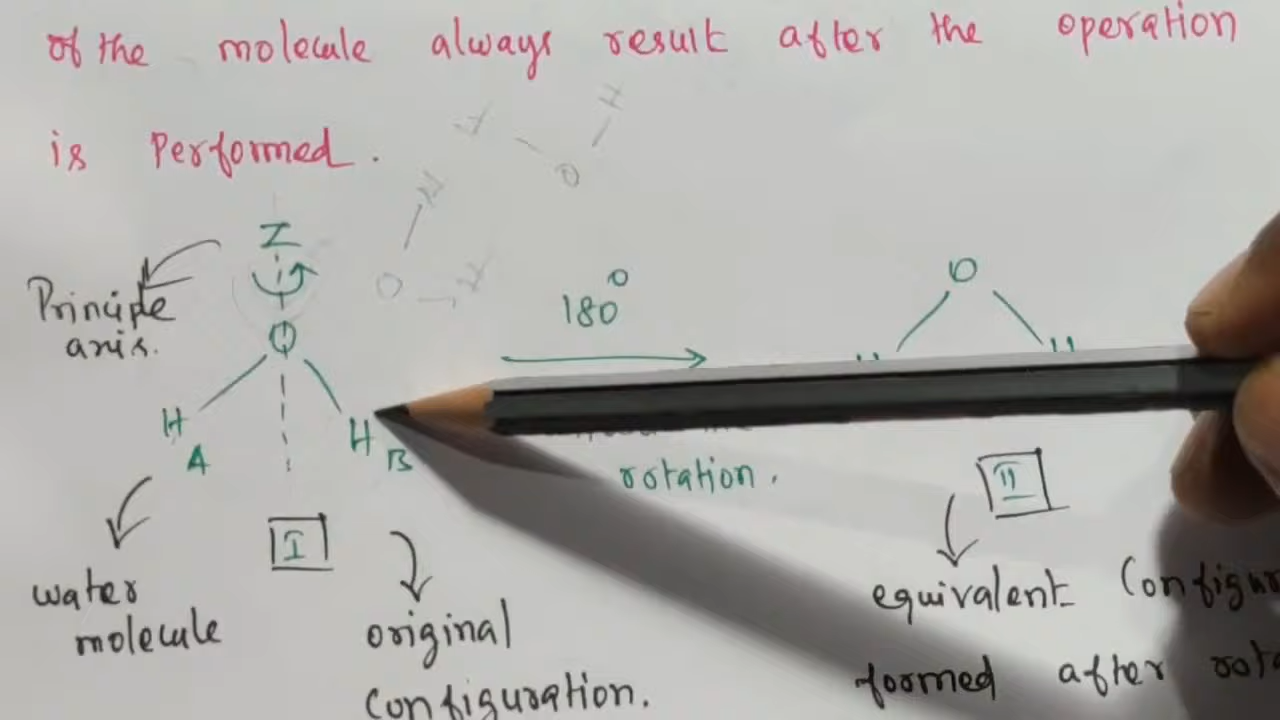 of the molecule always result after the operation
is Performed.
Z
Principle
axis.
O
H
A
H
B
180°
rotation.
O
I
II
water
molecule
original
configuration.
equivalent
formed after
H
O
H
O
H